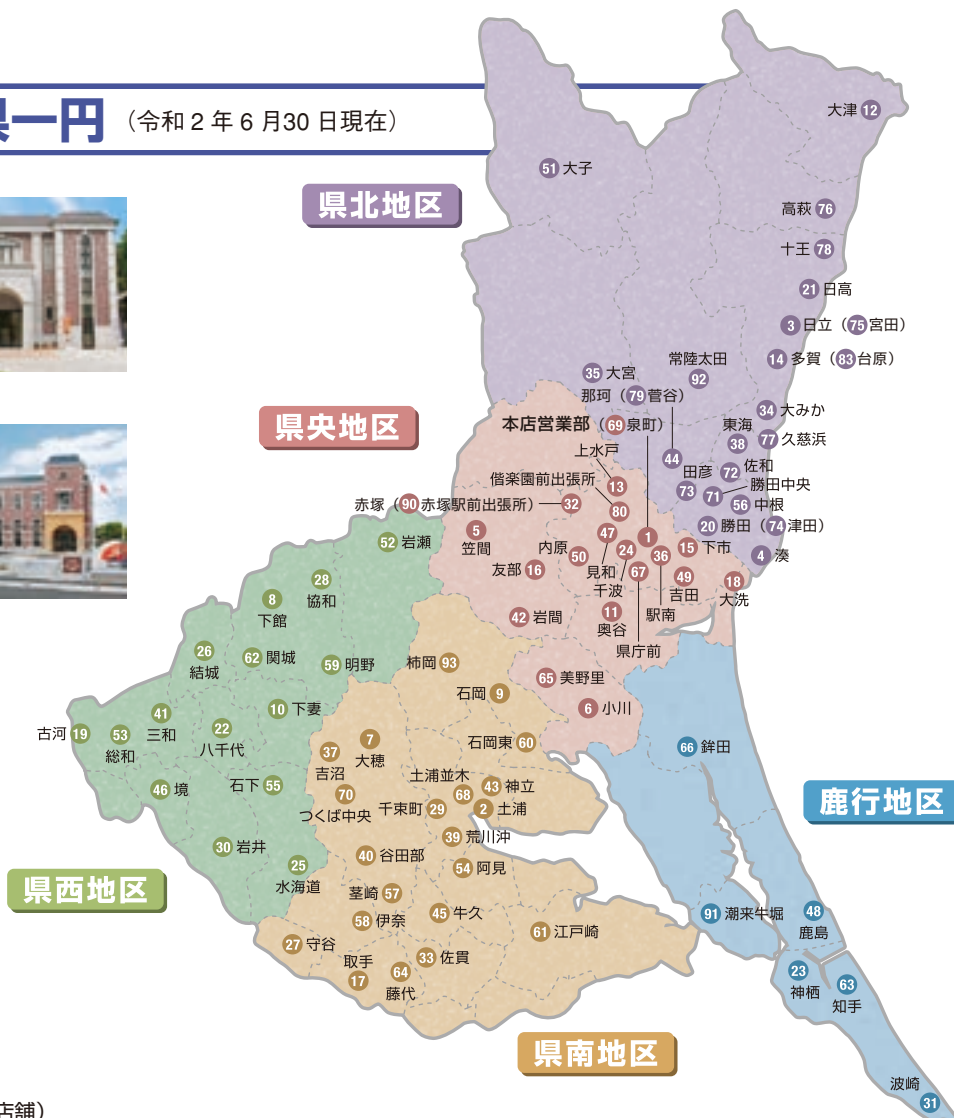 県一円 （令和 2 年 6 月30 日現在）
県北地区
大津 12
51 大子
高萩 76
十王 78
21 日高
3 日立（75 宮田）
14 多賀（83 台原）
常陸太田
92
35 大宮
那珂（79 菅谷）
44
34 大みか
東海
38
77 久慈浜
田彦
73
72 佐和
71 勝田中央
56 中根
20 勝田（74 津田）
4 湊
県央地区
本店営業部（69 泉町）
1
上水戸
13
偕楽園前出張所
80
赤塚（90 赤塚駅前出張所）
32
5
笠間
内原
50
友部 16
47
見和
24
千波
67
県庁前
36
駅南
15 下市
49
吉田
18
大洗
42 岩間
11
奥谷
65 美野里
6 小川
52 岩瀬
28
協和
8
下館
26
結城
62 関城
59 明野
10 下妻
41
三和
22
八千代
古河 19
53
総和
46 境
石下 55
30 岩井
25
水海道
県西地区
柿岡 93
石岡 9
石岡東 60
7
大穂
37
吉沼
70
つくば中央
土浦並木
68
43 神立
千束町 29
2 土浦
39 荒川沖
40 谷田部
54 阿見
茎崎 57
58 伊奈
45 牛久
61 江戸崎
27 守谷
取手
17
33 佐貫
64
藤代
県南地区
66 鉾田
鹿行地区
91 潮来牛堀
48
鹿島
23
神栖
63
知手
波崎
31
店舗）